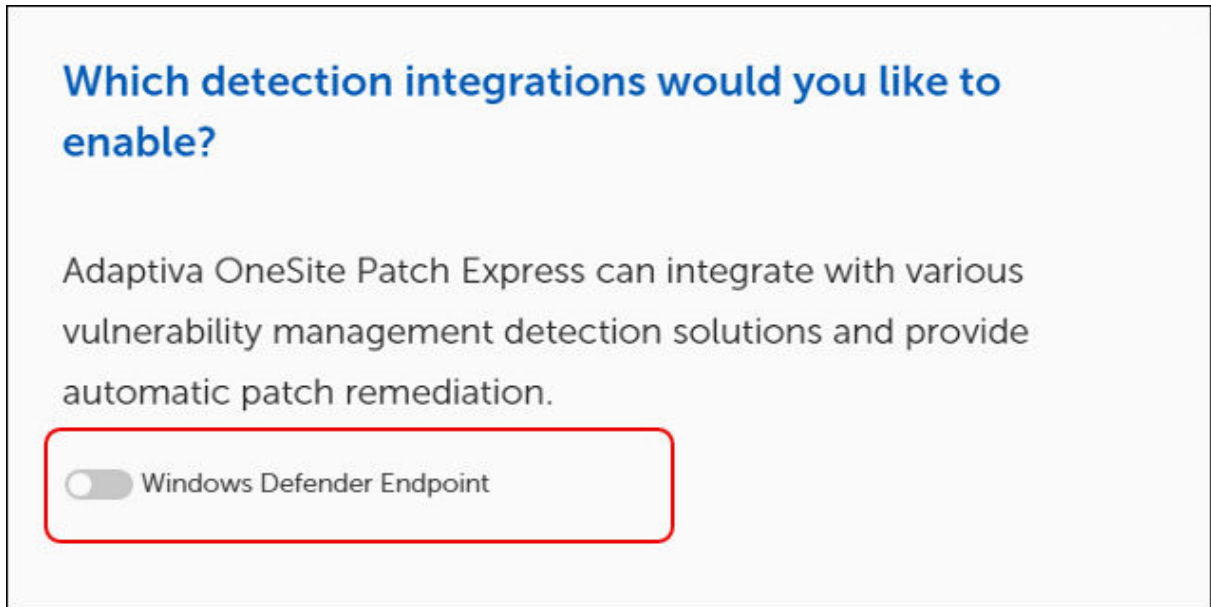 Which detection integrations would you like to
enable?
Adaptiva OneSite Patch Express can integrate with various
vulnerability management detection solutions and provide
automatic patch remediation.
Windows Defender Endpoint